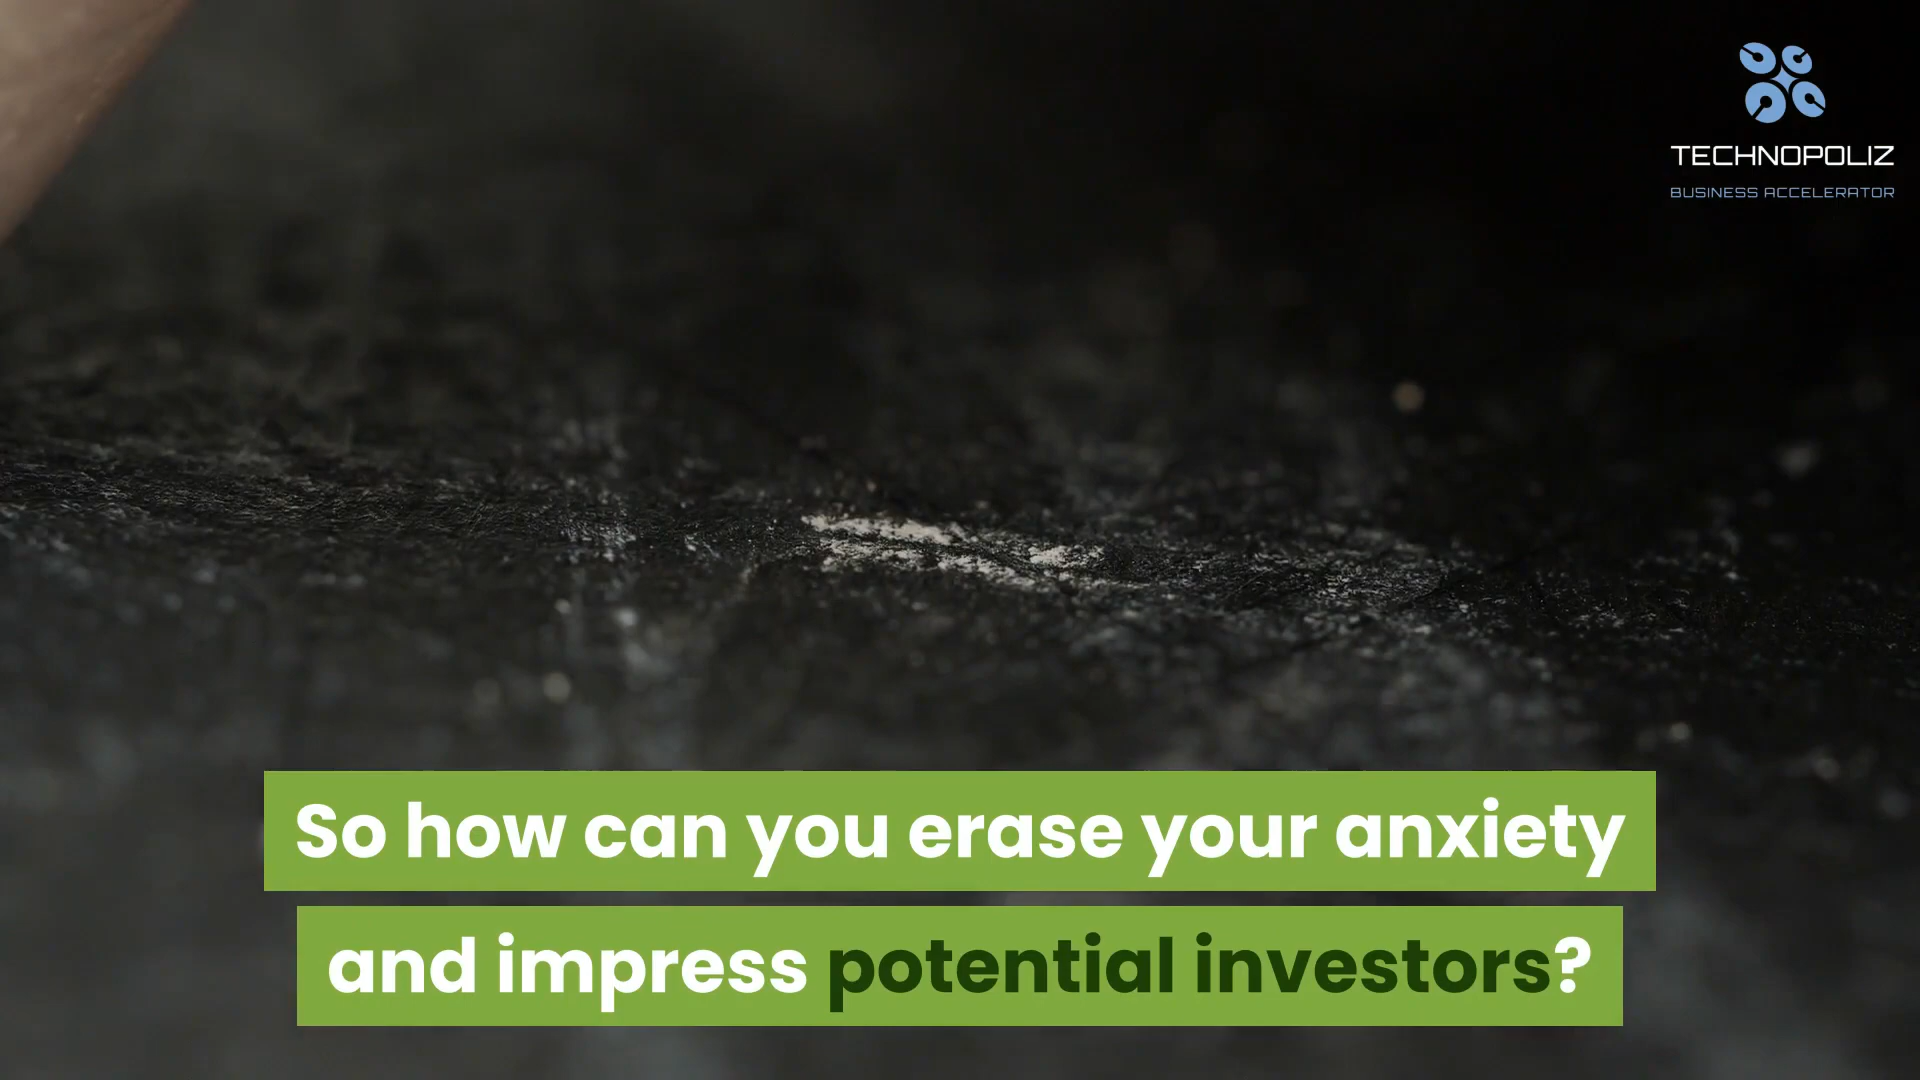 TECHNOPOLIZ
BUSINESS ACCELERATOR
So how can you erase your anxiety
and impress potential investors?